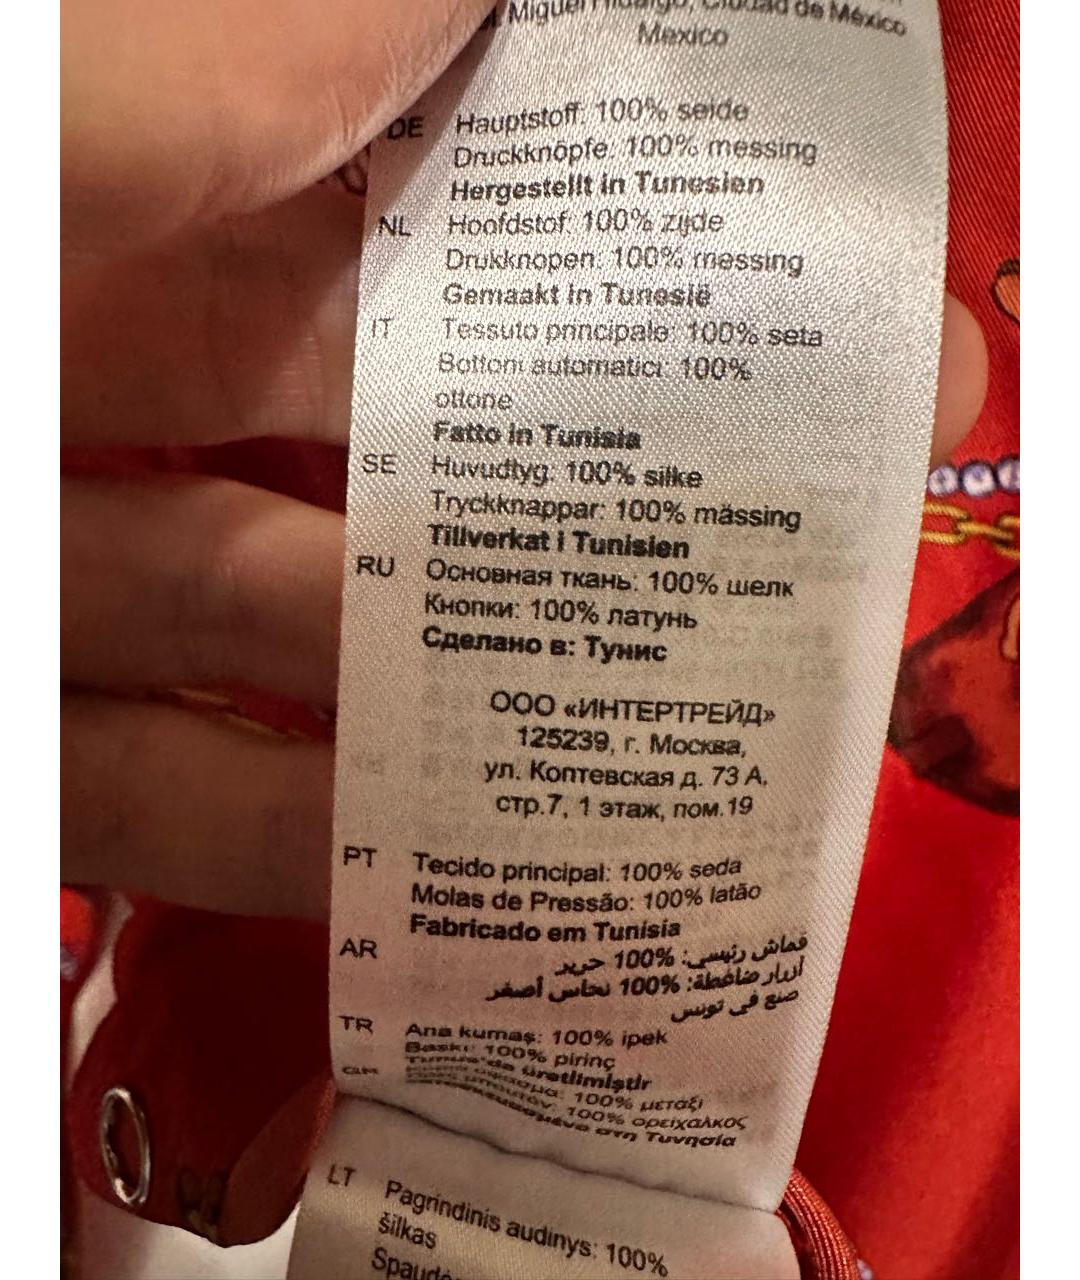 Miguel Hidalgo, Ciudad de México
Mexico
DE Hauptstoff: 100% seide
Druckknöpfe: 100% messing
Hergestellt in Tunesien
NL Hoofdstof: 100% zijde
Drukknopen: 100% messing
Gemaakt in Tunesië
IT Tessuto principale: 100% seta
Bottoni automatici: 100%
ottone
Fatto in Tunisia
SE Huvudtyg: 100% silke
Tryckknappar: 100% mässing
Tillverkat i Tunisien
RU Основная ткань: 100% шелк
Кнопки: 100% латунь
Сделано в: Тунис
ООО «ИНТЕРТРЕЙД»
125239, г. Москва,
ул. Коптевская д. 73 А,
стр.7, 1 этаж, пом.19
PT Tecido principal: 100% seda
Molas de Pressão: 100% latão
Fabricado em Tunisia
AR قماش رئيسي: 100% حرير
أزرار ضاغطة: 100% نحاس أصفر
صنع في تونس
TR Ana kumaş: 100% ipek
Baskı: 100% pirinç
Tunus'da üretilmiştir
100% μετάξι
100% ορείχαλκος
στη Τυνησία
LT Pagrindinis audinys: 100%
šilkas